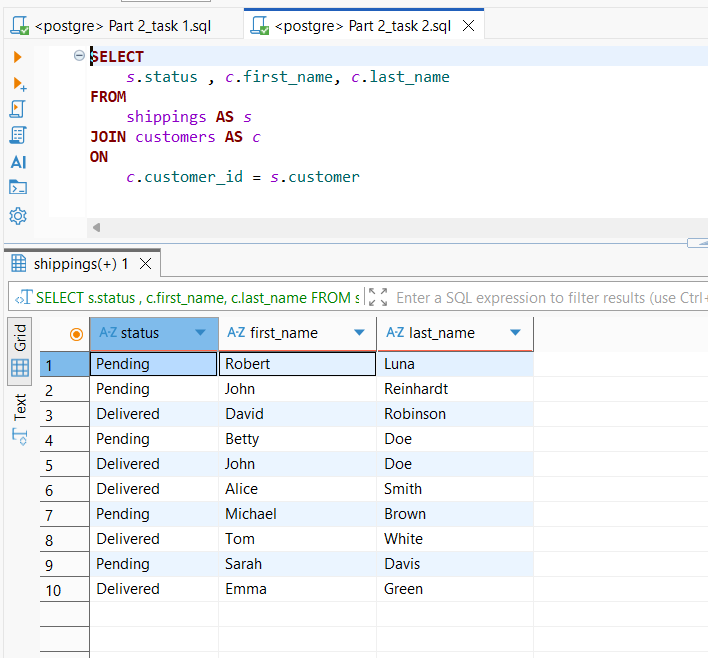 <postgre> Part 2_task 1.sql
<postgre> Part 2_task 2.sql
SELECT
s.status , c.first_name, c.last_name
FROM
shippings AS s
JOIN customers AS c
ON
c.customer_id = s.customer
AI
shippings(+) 1
SELECT s.status , c.first_name, c.last_name FROM s
Enter a SQL expression to filter results (use Ctrl+
Grid
Text
A-Z status A-Z first_name A-Z last_name
1 Pending Robert Luna
2 Pending John Reinhardt
3 Delivered David Robinson
4 Pending Betty Doe
5 Delivered John Doe
6 Delivered Alice Smith
7 Pending Michael Brown
8 Delivered Tom White
9 Pending Sarah Davis
10 Delivered Emma Green